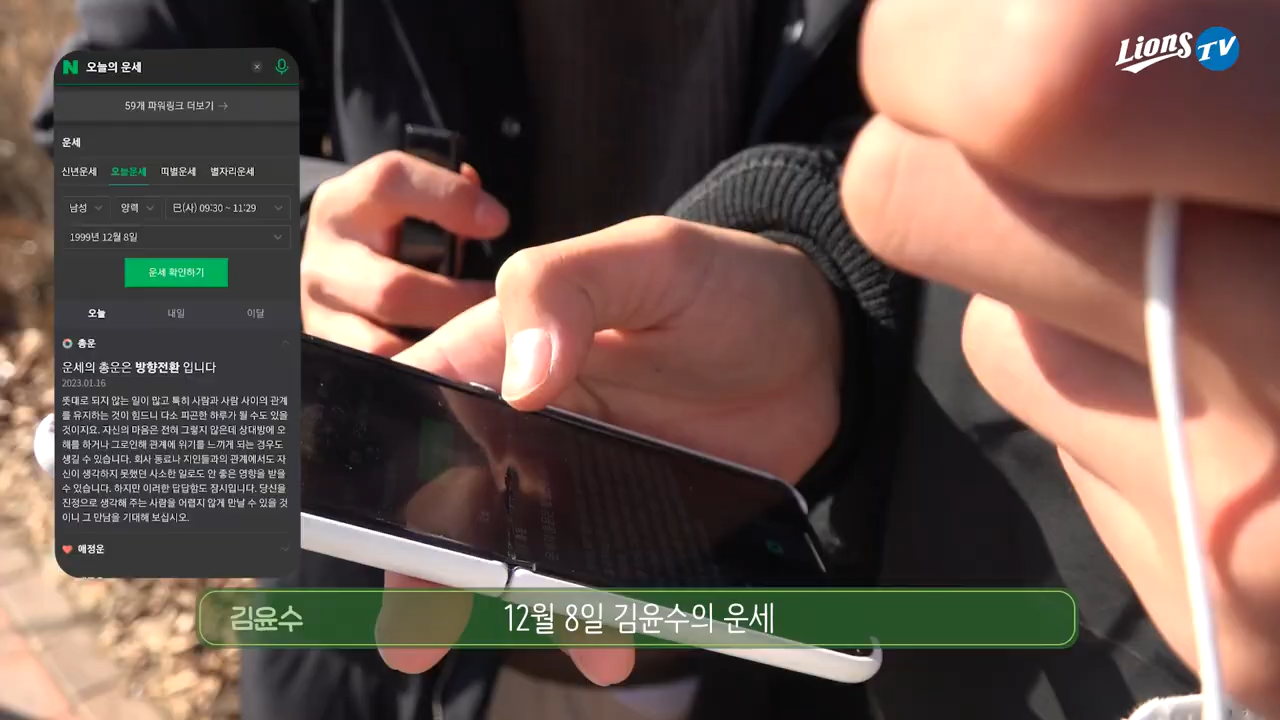 Lions TV
N 오늘의 운세
59개 파워링크 더보기 →
운세
신년운세 오늘운세 띠별운세 별자리운세
남성 양력 巳(사) 09:30 ~ 11:29
1999년 12월 8일
운세 확인하기
오늘 내일 이달
총운
운세의 총운은 방향전환 입니다
2023.01.16
뜻대로 되지 않는 일이 많고 특히 사람과 사람 사이의 관계
를 유지하는 것이 힘드니 다소 피곤한 하루가 될 수도 있을
것이지요. 자신의 마음은 전혀 그렇지 않은데 상대방에 오
해를 하거나 그로인해 관계에 위기를 느끼게 되는 경우도
생길 수 있습니다. 회사 동료나 지인들과의 관계에서도 자
신이 생각하지 못했던 사소한 일로도 안 좋은 영향을 받을
수 있습니다. 하지만 이러한 답답함도 잠시입니다. 당신을
진정으로 생각해 주는 사람을 어렵지 않게 만날 수 있을 것
이니 그 만남을 기대해 보십시오.
애정운
김윤수 12월 8일 김윤수의 운세